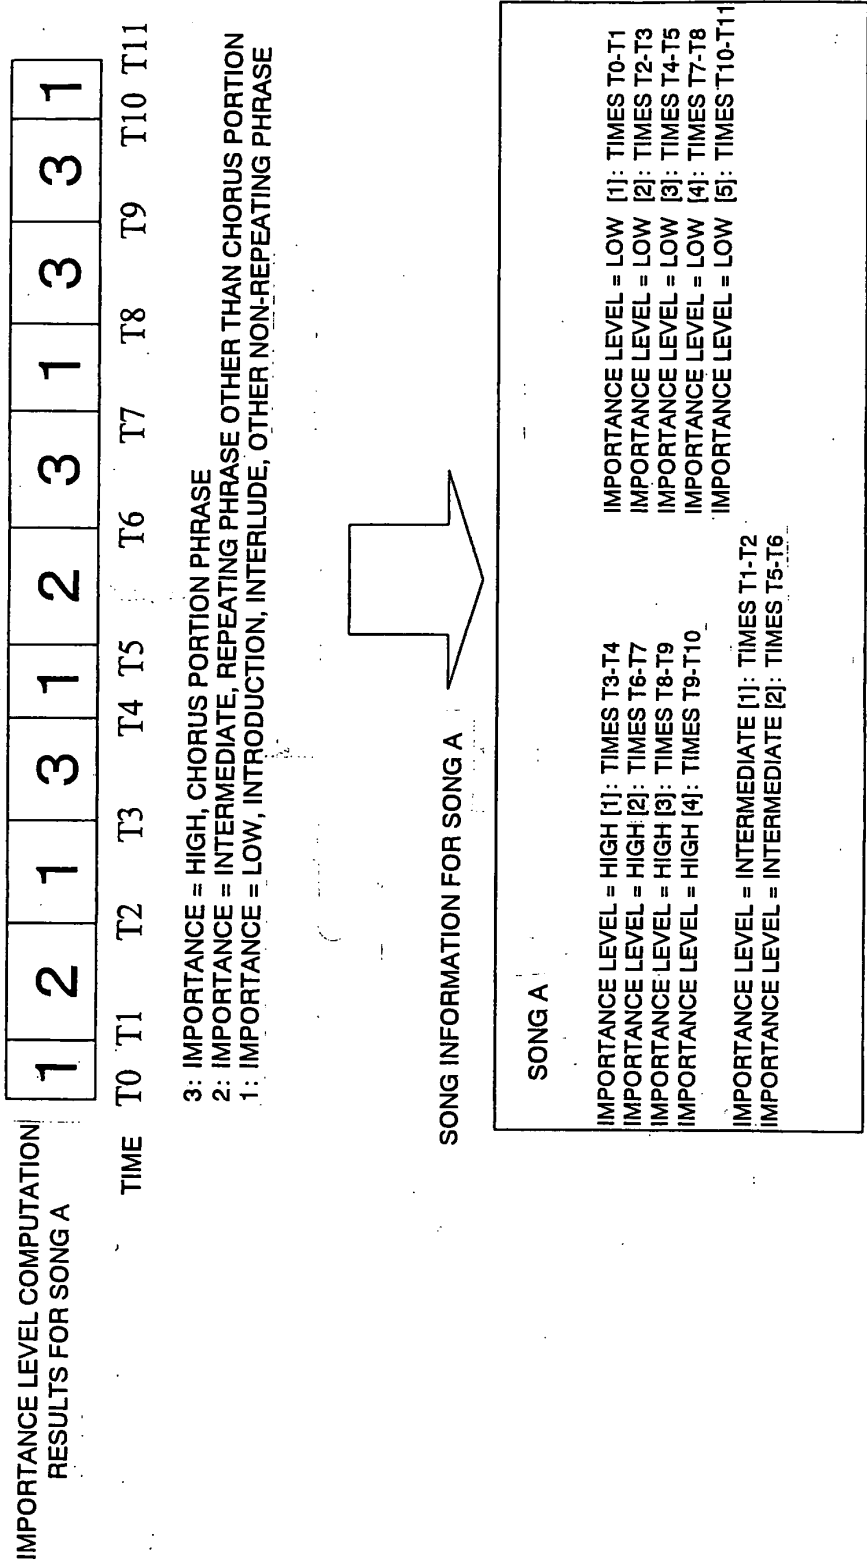 IMPORTANCE LEVEL COMPUTATION
RESULTS FOR SONG A
1 2 1 3 1 2 3 1 3 3 1
TIME T0 T1 T2 T3 T4 T5 T6 T7 T8 T9 T10 T11
3: IMPORTANCE = HIGH, CHORUS PORTION PHRASE
2: IMPORTANCE = INTERMEDIATE, REPEATING PHRASE OTHER THAN CHORUS PORTION
1: IMPORTANCE = LOW, INTRODUCTION, INTERLUDE, OTHER NON-REPEATING PHRASE
SONG INFORMATION FOR SONG A
SONG A
IMPORTANCE LEVEL = HIGH [1]: TIMES T3-T4
IMPORTANCE LEVEL = HIGH [2]: TIMES T6-T7
IMPORTANCE LEVEL = HIGH [3]: TIMES T8-T9
IMPORTANCE LEVEL = HIGH [4]: TIMES T9-T10
IMPORTANCE LEVEL = INTERMEDIATE [1]: TIMES T1-T2
IMPORTANCE LEVEL = INTERMEDIATE [2]: TIMES T5-T6
IMPORTANCE LEVEL = LOW [1]: TIMES T0-T1
IMPORTANCE LEVEL = LOW [2]: TIMES T2-T3
IMPORTANCE LEVEL = LOW [3]: TIMES T4-T5
IMPORTANCE LEVEL = LOW [4]: TIMES T7-T8
IMPORTANCE LEVEL = LOW [5]: TIMES T10-T11